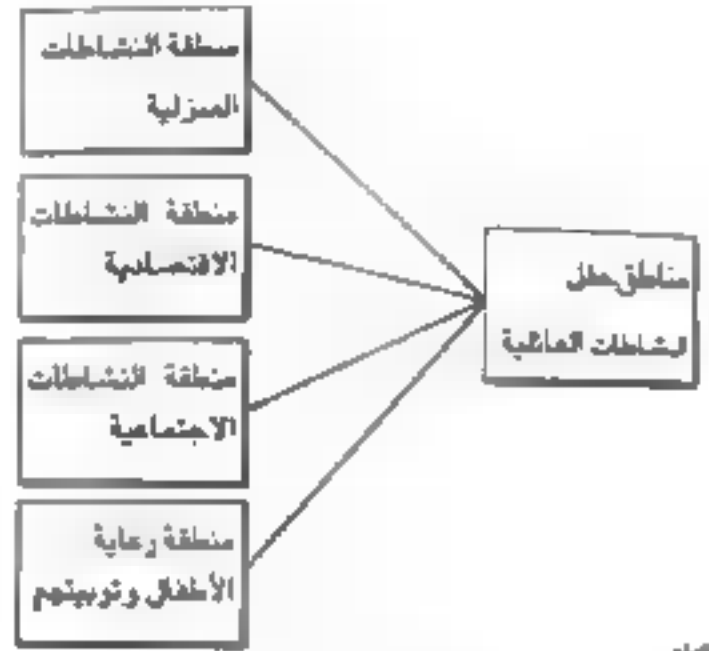 منطقة النشاطات
المنزلية
منطقة النشاطات
الاقتصادية
مناطق حقل
النشاطات العائلية
منطقة النشاطات
الاجتماعية
منطقة رعاية
الأطفال وتربيتهم